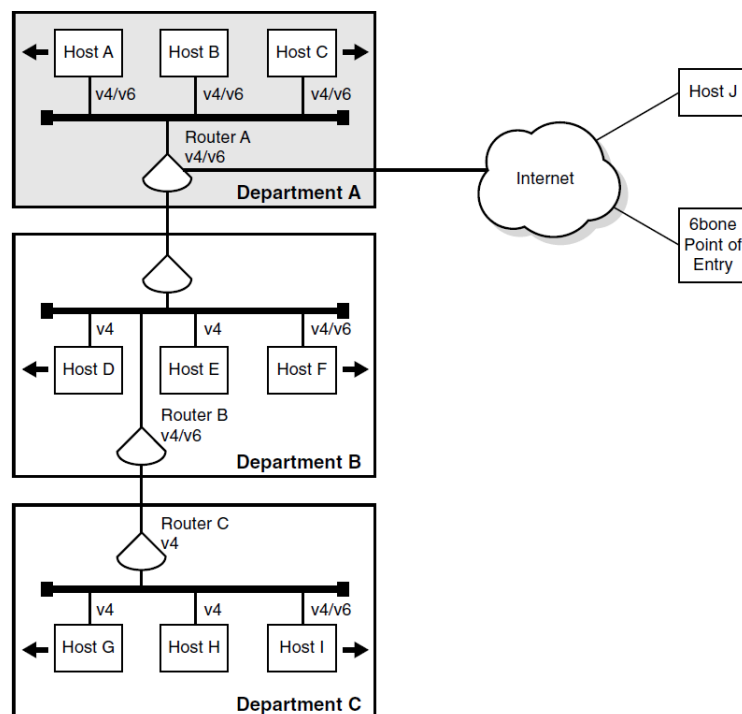 Host A
Host B
Host C
v4/v6
v4/v6
v4/v6
Router A
v4/v6
Department A
Internet
Host J
6bone
Point of
Entry
v4
v4
v4/v6
Host D
Host E
Host F
Router B
v4/v6
Department B
Router C
v4
v4
v4
v4/v6
Host G
Host H
Host I
Department C